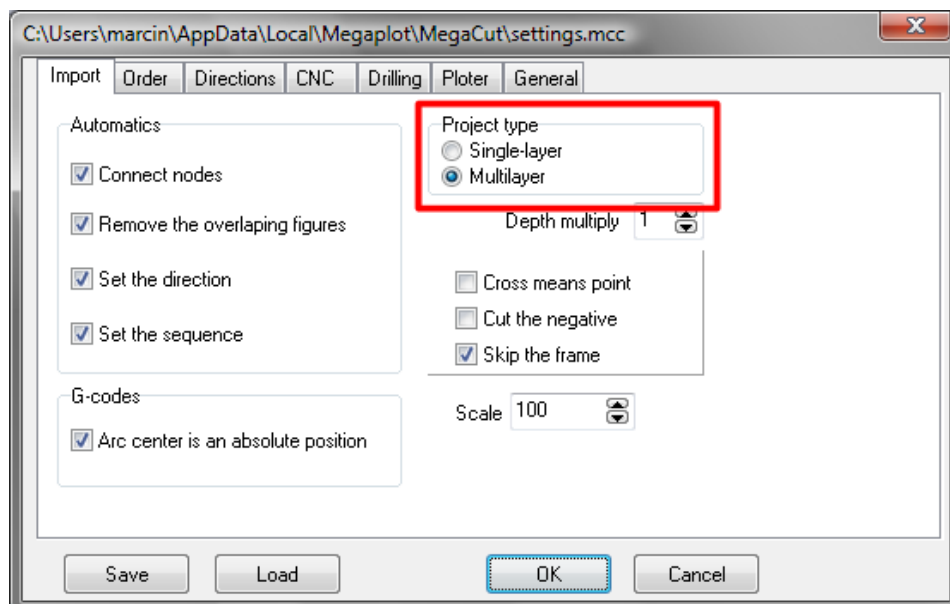 C:\Users\marcin\AppData\Local\Megaplot\MegaCut\settings.mcc
Import Order Directions CNC Drilling Ploter General
Automatics
Connect nodes
Remove the overlaping figures
Set the direction
Set the sequence
G-codes
Arc center is an absolute position
Project type
Single-layer
Multilayer
Depth multiply 1
Cross means point
Cut the negative
Skip the frame
Scale 100
Save Load OK Cancel